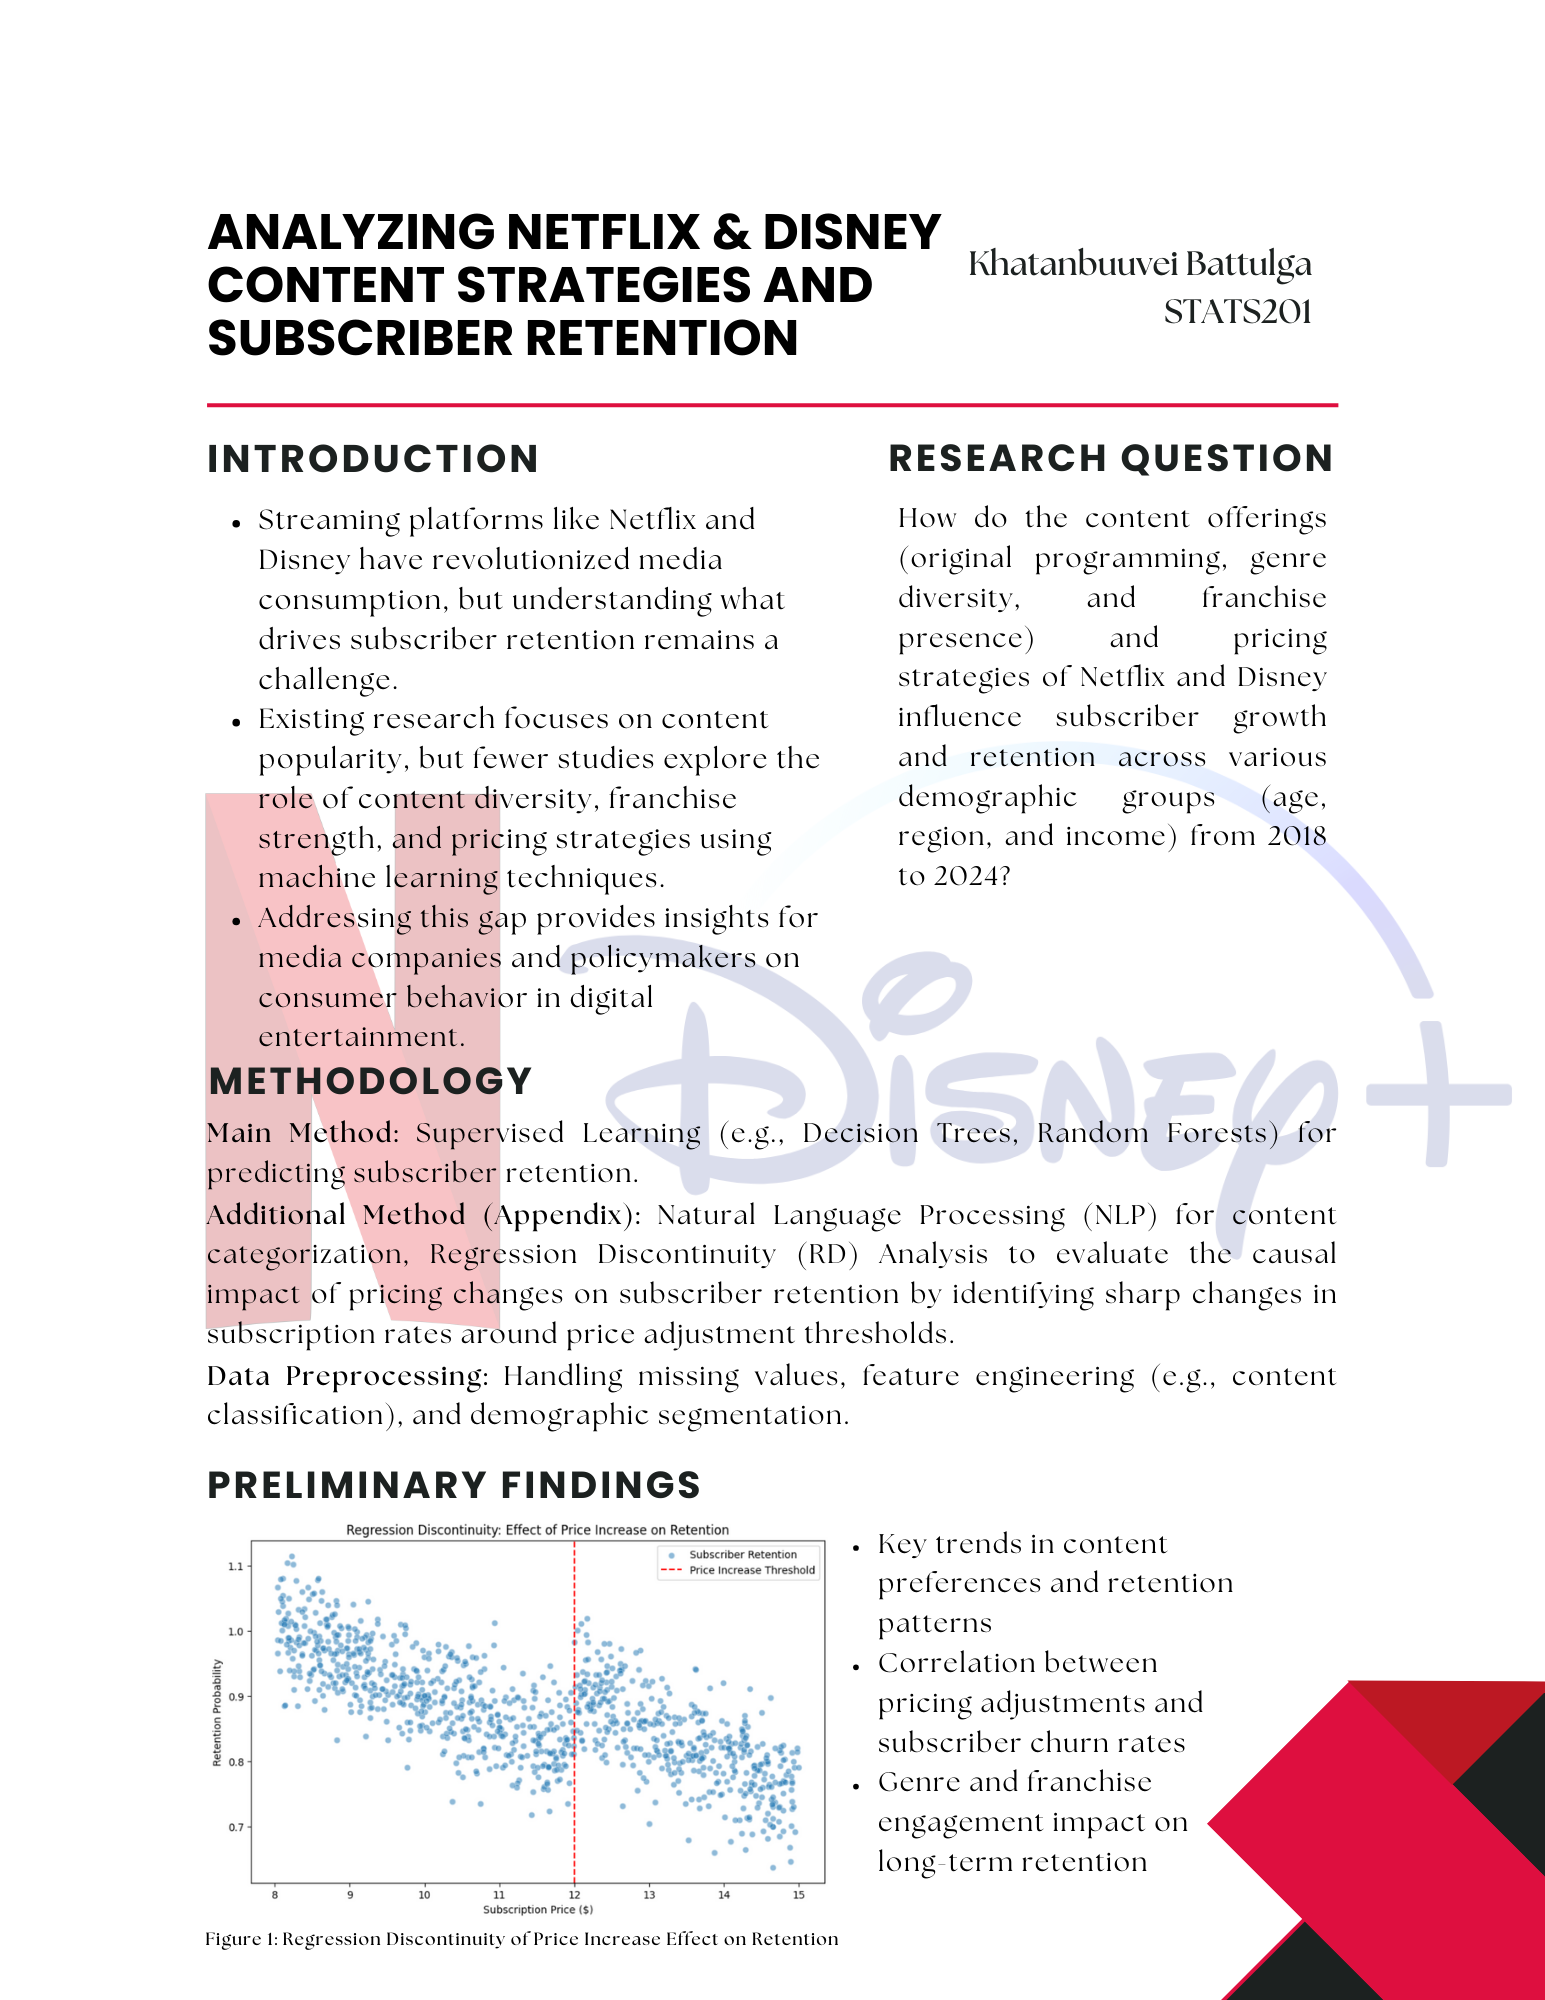 ANALYZING NETFLIX & DISNEY
CONTENT STRATEGIES AND
SUBSCRIBER RETENTION
Khatanbuuvei Battulga
STATS201
INTRODUCTION
• Streaming platforms like Netflix and
Disney have revolutionized media
consumption, but understanding what
drives subscriber retention remains a
challenge.
• Existing research focuses on content
popularity, but fewer studies explore the
role of content diversity, franchise
strength, and pricing strategies using
machine learning techniques.
• Addressing this gap provides insights for
media companies and policymakers on
consumer behavior in digital
entertainment.
RESEARCH QUESTION
How do the content offerings
(original programming, genre
diversity, and franchise
presence) and pricing
strategies of Netflix and Disney
influence subscriber growth
and retention across various
demographic groups (age,
region, and income) from 2018
to 2024?
Disney+
METHODOLOGY
Main Method: Supervised Learning (e.g., Decision Trees, Random Forests) for
predicting subscriber retention.
Additional Method (Appendix): Natural Language Processing (NLP) for content
categorization, Regression Discontinuity (RD) Analysis to evaluate the causal
impact of pricing changes on subscriber retention by identifying sharp changes in
subscription rates around price adjustment thresholds.
Data Preprocessing: Handling missing values, feature engineering (e.g., content
classification), and demographic segmentation.
PRELIMINARY FINDINGS
Regression Discontinuity: Effect of Price Increase on Retention
Subscriber Retention
Price Increase Threshold
Retention Probability
1.1
1.0
0.9
0.8
0.7
8 9 10 11 12 13 14 15
Subscription Price ($)
Figure 1: Regression Discontinuity of Price Increase Effect on Retention
• Key trends in content
preferences and retention
patterns
• Correlation between
pricing adjustments and
subscriber churn rates
• Genre and franchise
engagement impact on
long-term retention